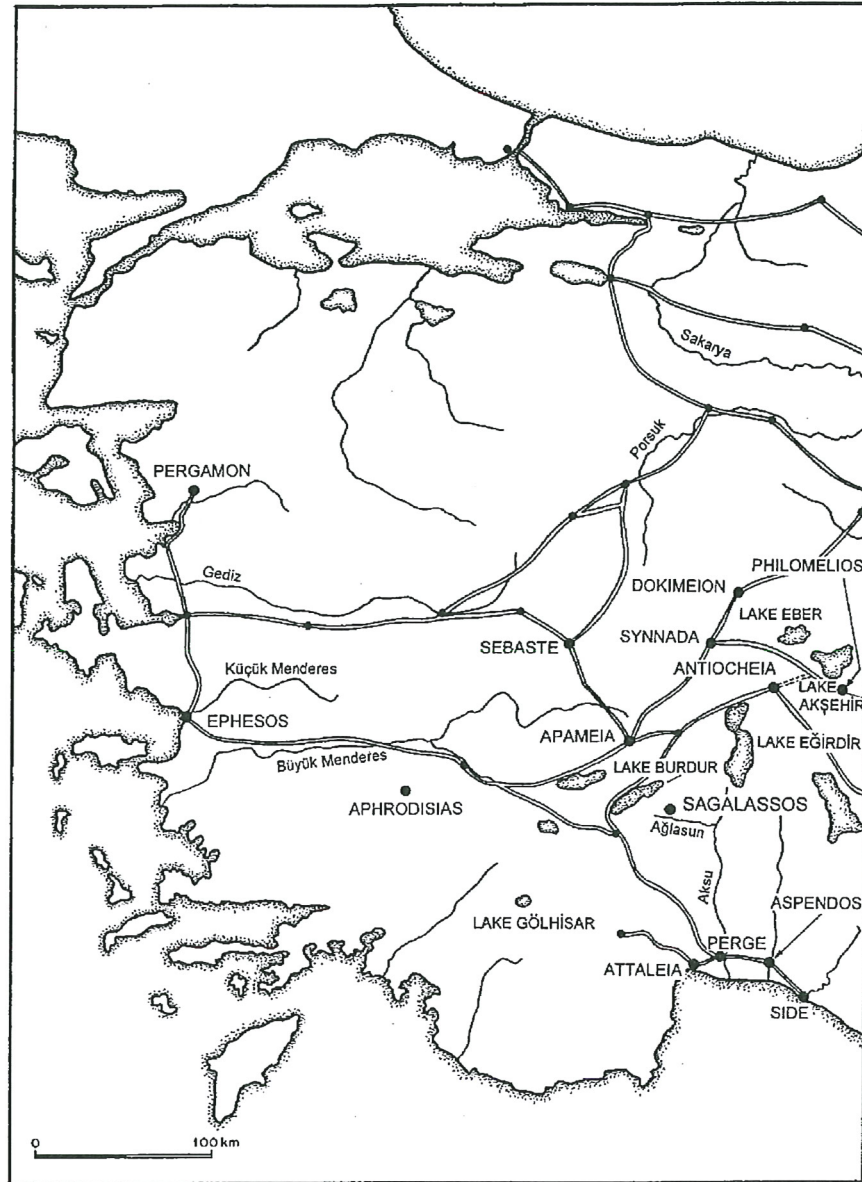 Sakarya
Porsuk
PERGAMON
Gediz
PHILOMELIOS
DOKIMEION
LAKE EBER
SYNNADA
SEBASTE
ANTIOCHEIA
Küçük Menderes
LAKE
AKŞEHİR
EPHESOS
APAMEIA
LAKE EĞİRDİR
Büyük Menderes
LAKE BURDUR
APHRODISIAS
SAGALASSOS
Ağlasun
Aksu
ASPENDOS
LAKE GÖLHİSAR
PERGE
ATTALEIA
SIDE
0 100 km